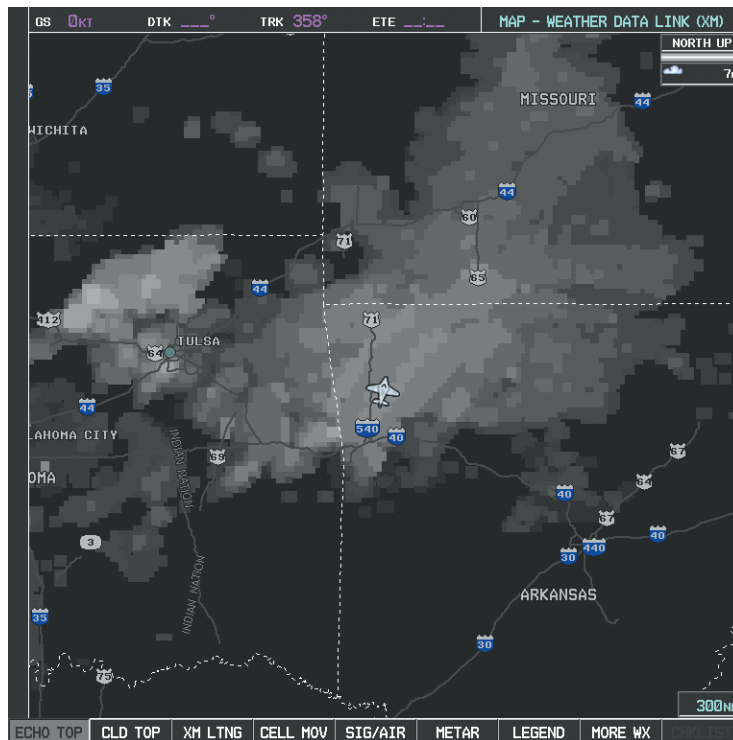 GS 0KT DTK ___° TRK 358° ETE __:__ MAP - WEATHER DATA LINK (XM)
NORTH UP
35
MISSOURI
44
WICHITA
44
60
71
65
44
412
71
TULSA
64
44
540
40
LAHOMA CITY
INDIAN NATION
69
67
OMA
64
40
67
3
40
440
30
INDIAN NATION
ARKANSAS
35
30
75
300NM
ECHO TOP CLD TOP XM LTNG CELL MOV SIG/AIR METAR LEGEND MORE WX